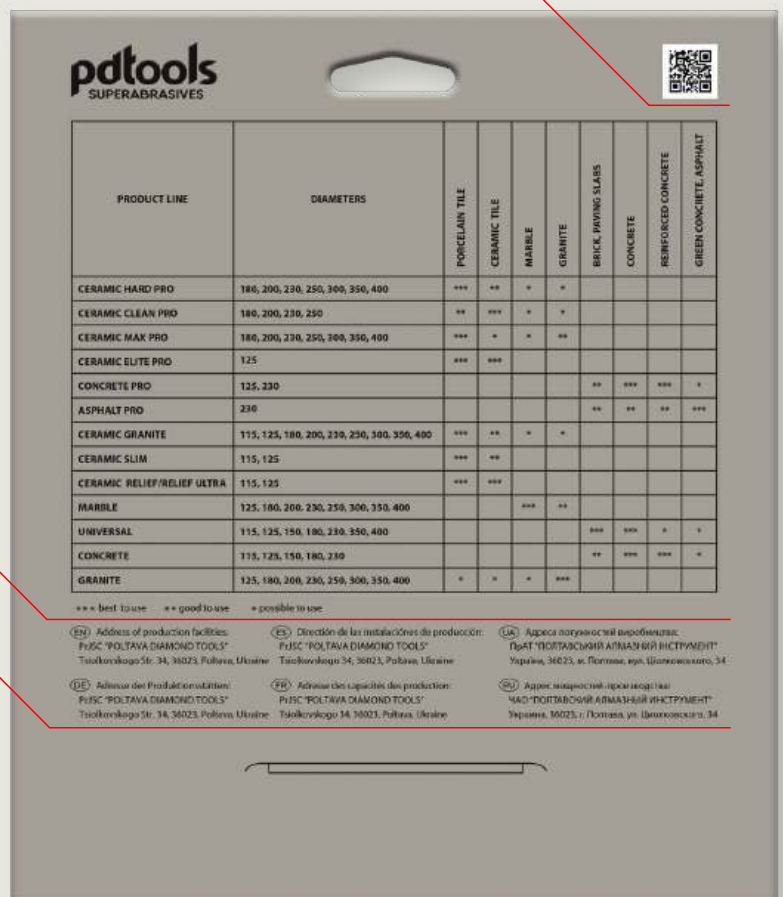 pdtools
SUPERABRASIVES
PRODUCT LINE DIAMETERS PORCELAIN TILE CERAMIC TILE MARBLE GRANITE BRICK, PAVING SLABS CONCRETE REINFORCED CONCRETE GREEN CONCRETE, ASPHALT
CERAMIC HARD PRO 180, 200, 230, 250, 300, 350, 400 *** ** * *
CERAMIC CLEAN PRO 180, 200, 230, 250 ** *** * *
CERAMIC MAX PRO 180, 200, 230, 250, 300, 350, 400 *** * * **
CERAMIC ELITE PRO 125 *** ***
CONCRETE PRO 125, 230 ** *** *** *
ASPHALT PRO 230 ** ** ** ***
CERAMIC GRANITE 115, 125, 180, 200, 230, 250, 300, 350, 400 *** ** * *
CERAMIC SLIM 115, 125 *** **
CERAMIC RELIEF/RELIEF ULTRA 115, 125 *** ***
MARBLE 125, 180, 200, 230, 250, 300, 350, 400 *** **
UNIVERSAL 115, 125, 150, 180, 230, 350, 400 *** *** * *
CONCRETE 115, 125, 150, 180, 230 ** *** *** *
GRANITE 125, 180, 200, 230, 250, 300, 350, 400 * * * ***
*** best to use ** good to use * possible to use
EN Address of production facilities:
PrJSC "POLTAVA DIAMOND TOOLS"
Tsiolkovskogo Str. 34, 36023, Poltava, Ukraine
ES Dirección de las instalaciónes de producción:
PrJSC "POLTAVA DIAMOND TOOLS"
Tsiolkovskogo 34, 36023, Poltava, Ukraine
UA Адреса потужностей виробництва:
ПрАТ "ПОЛТАВСЬКИЙ АЛМАЗНИЙ ІНСТРУМЕНТ"
Україна, 36023, м. Полтава, вул. Ціолковського, 34
DE Adresse der Produktionsstätten:
PrJSC "POLTAVA DIAMOND TOOLS"
Tsiolkovskogo Str. 34, 36023, Poltava, Ukraine
FR Adresse des capacités des production:
PrJSC "POLTAVA DIAMOND TOOLS"
Tsiolkovskogo 34, 36023, Poltava, Ukraine
RU Адрес мощностей производства:
ЧАО "ПОЛТАВСКИЙ АЛМАЗНЫЙ ИНСТРУМЕНТ"
Украина, 36023, г. Полтава, ул. Циолковского, 34